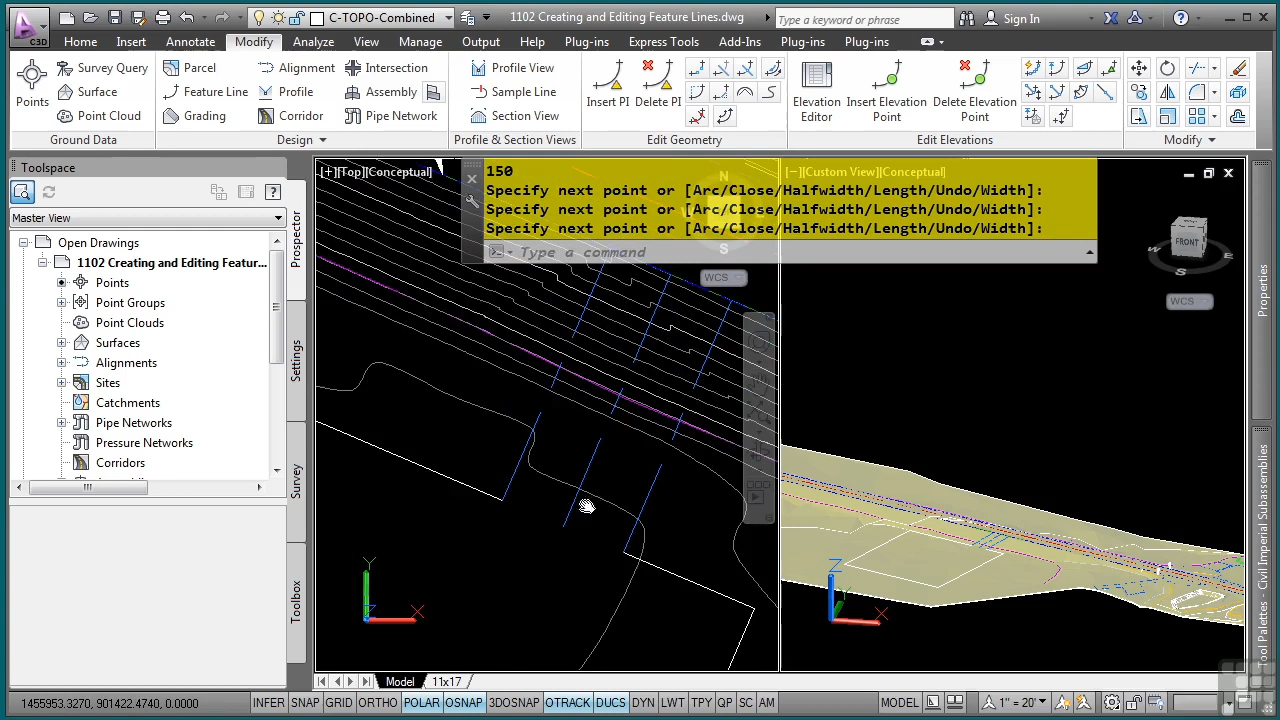 C3D
C-TOPO-Combined
1102 Creating and Editing Feature Lines.dwg
Type a keyword or phrase
Sign In
Home Insert Annotate Modify Analyze View Manage Output Help Plug-ins Express Tools Add-Ins Plug-ins Plug-ins
Points
Survey Query
Surface
Point Cloud
Ground Data
Parcel
Feature Line
Grading
Alignment
Profile
Corridor
Intersection
Assembly
Pipe Network
Design
Profile View
Sample Line
Section View
Profile & Section Views
Insert PI
Delete PI
Edit Geometry
Elevation Editor
Insert Elevation Point
Delete Elevation Point
Edit Elevations
Modify
Toolspace
Master View
Open Drawings
1102 Creating and Editing Featur...
Points
Point Groups
Point Clouds
Surfaces
Alignments
Sites
Catchments
Pipe Networks
Pressure Networks
Corridors
Prospector
Settings
Survey
Toolbox
[+][Top][Conceptual]
150
Specify next point or [Arc/Close/Halfwidth/Length/Undo/Width]:
Specify next point or [Arc/Close/Halfwidth/Length/Undo/Width]:
Specify next point or [Arc/Close/Halfwidth/Length/Undo/Width]:
Type a command
N
S
WCS
Y
Z
X
[−][Custom View][Conceptual]
FRONT
W
E
S
WCS
Z
Y
X
Properties
Tool Palettes - Civil Imperial Subassemblies
Model 11x17
1455953.3270, 901422.4740, 0.0000
INFER SNAP GRID ORTHO POLAR OSNAP 3DOSNAP OTRACK DUCS DYN LWT TPY QP SC AM
MODEL
1" = 20'